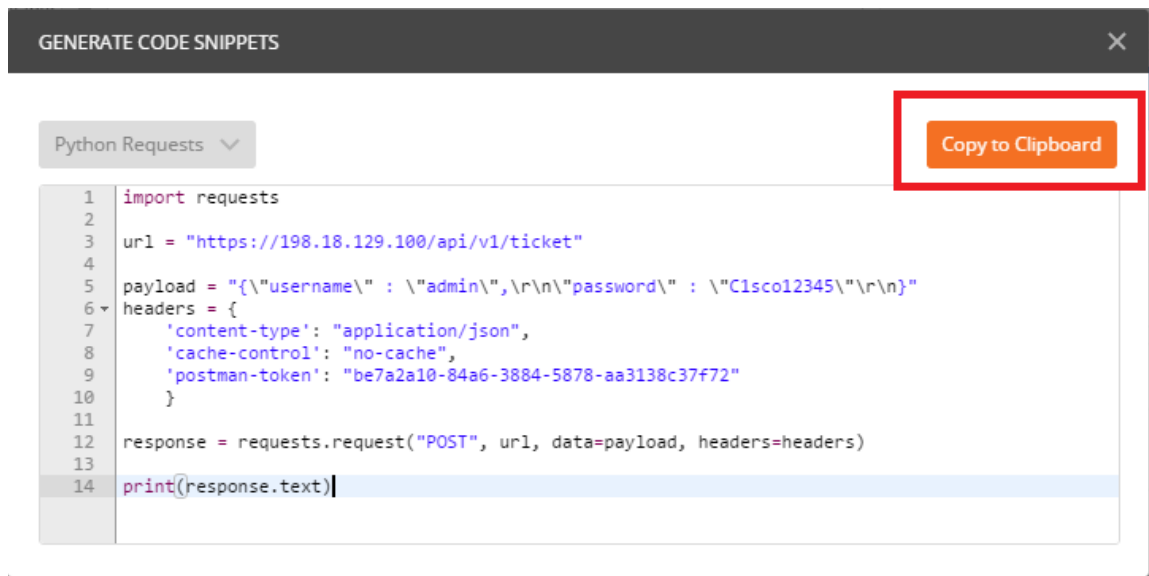 GENERATE CODE SNIPPETS
Python Requests
Copy to Clipboard
1 import requests
2
3 url = "https://198.18.129.100/api/v1/ticket"
4
5 payload = "{\"username\" : \"admin\",\r\n\"password\" : \"C1sco12345\"\r\n}"
6 headers = {
7     'content-type': "application/json",
8     'cache-control': "no-cache",
9     'postman-token': "be7a2a10-84a6-3884-5878-aa3138c37f72"
10     }
11
12 response = requests.request("POST", url, data=payload, headers=headers)
13
14 print(response.text)